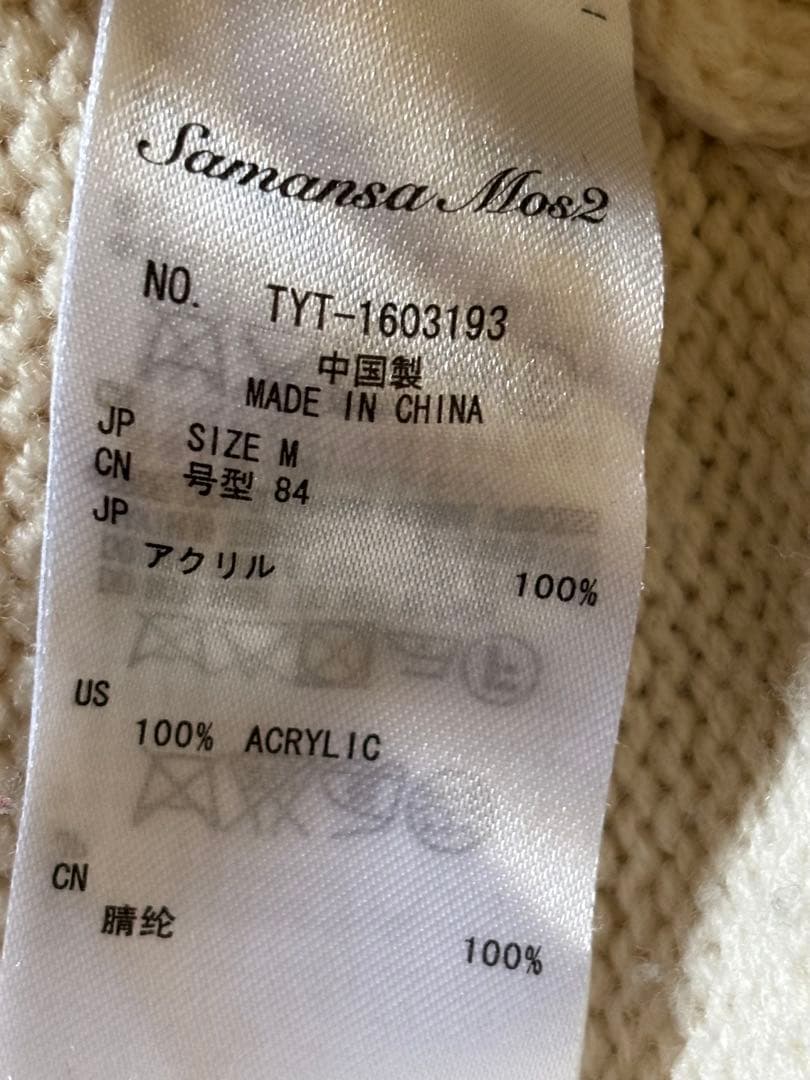 Samansa Mos2
NO. TYT-1603193
中国製
MADE IN CHINA
JP SIZE M
CN 号型 84
JP
アクリル 100%
US
100% ACRYLIC
CN
腈纶 100%